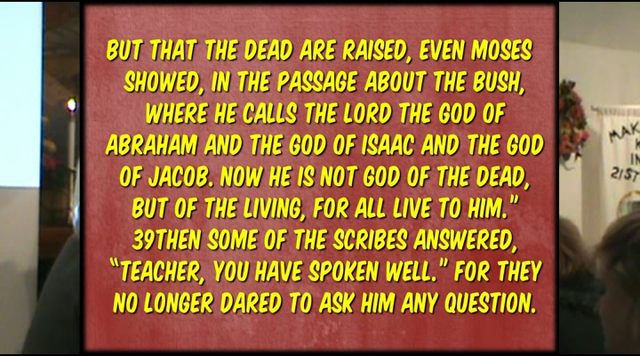 BUT THAT THE DEAD ARE RAISED, EVEN MOSES
SHOWED, IN THE PASSAGE ABOUT THE BUSH,
WHERE HE CALLS THE LORD THE GOD OF
ABRAHAM AND THE GOD OF ISAAC AND THE GOD
OF JACOB. NOW HE IS NOT GOD OF THE DEAD,
BUT OF THE LIVING, FOR ALL LIVE TO HIM."
39THEN SOME OF THE SCRIBES ANSWERED,
"TEACHER, YOU HAVE SPOKEN WELL." FOR THEY
NO LONGER DARED TO ASK HIM ANY QUESTION.
21ST